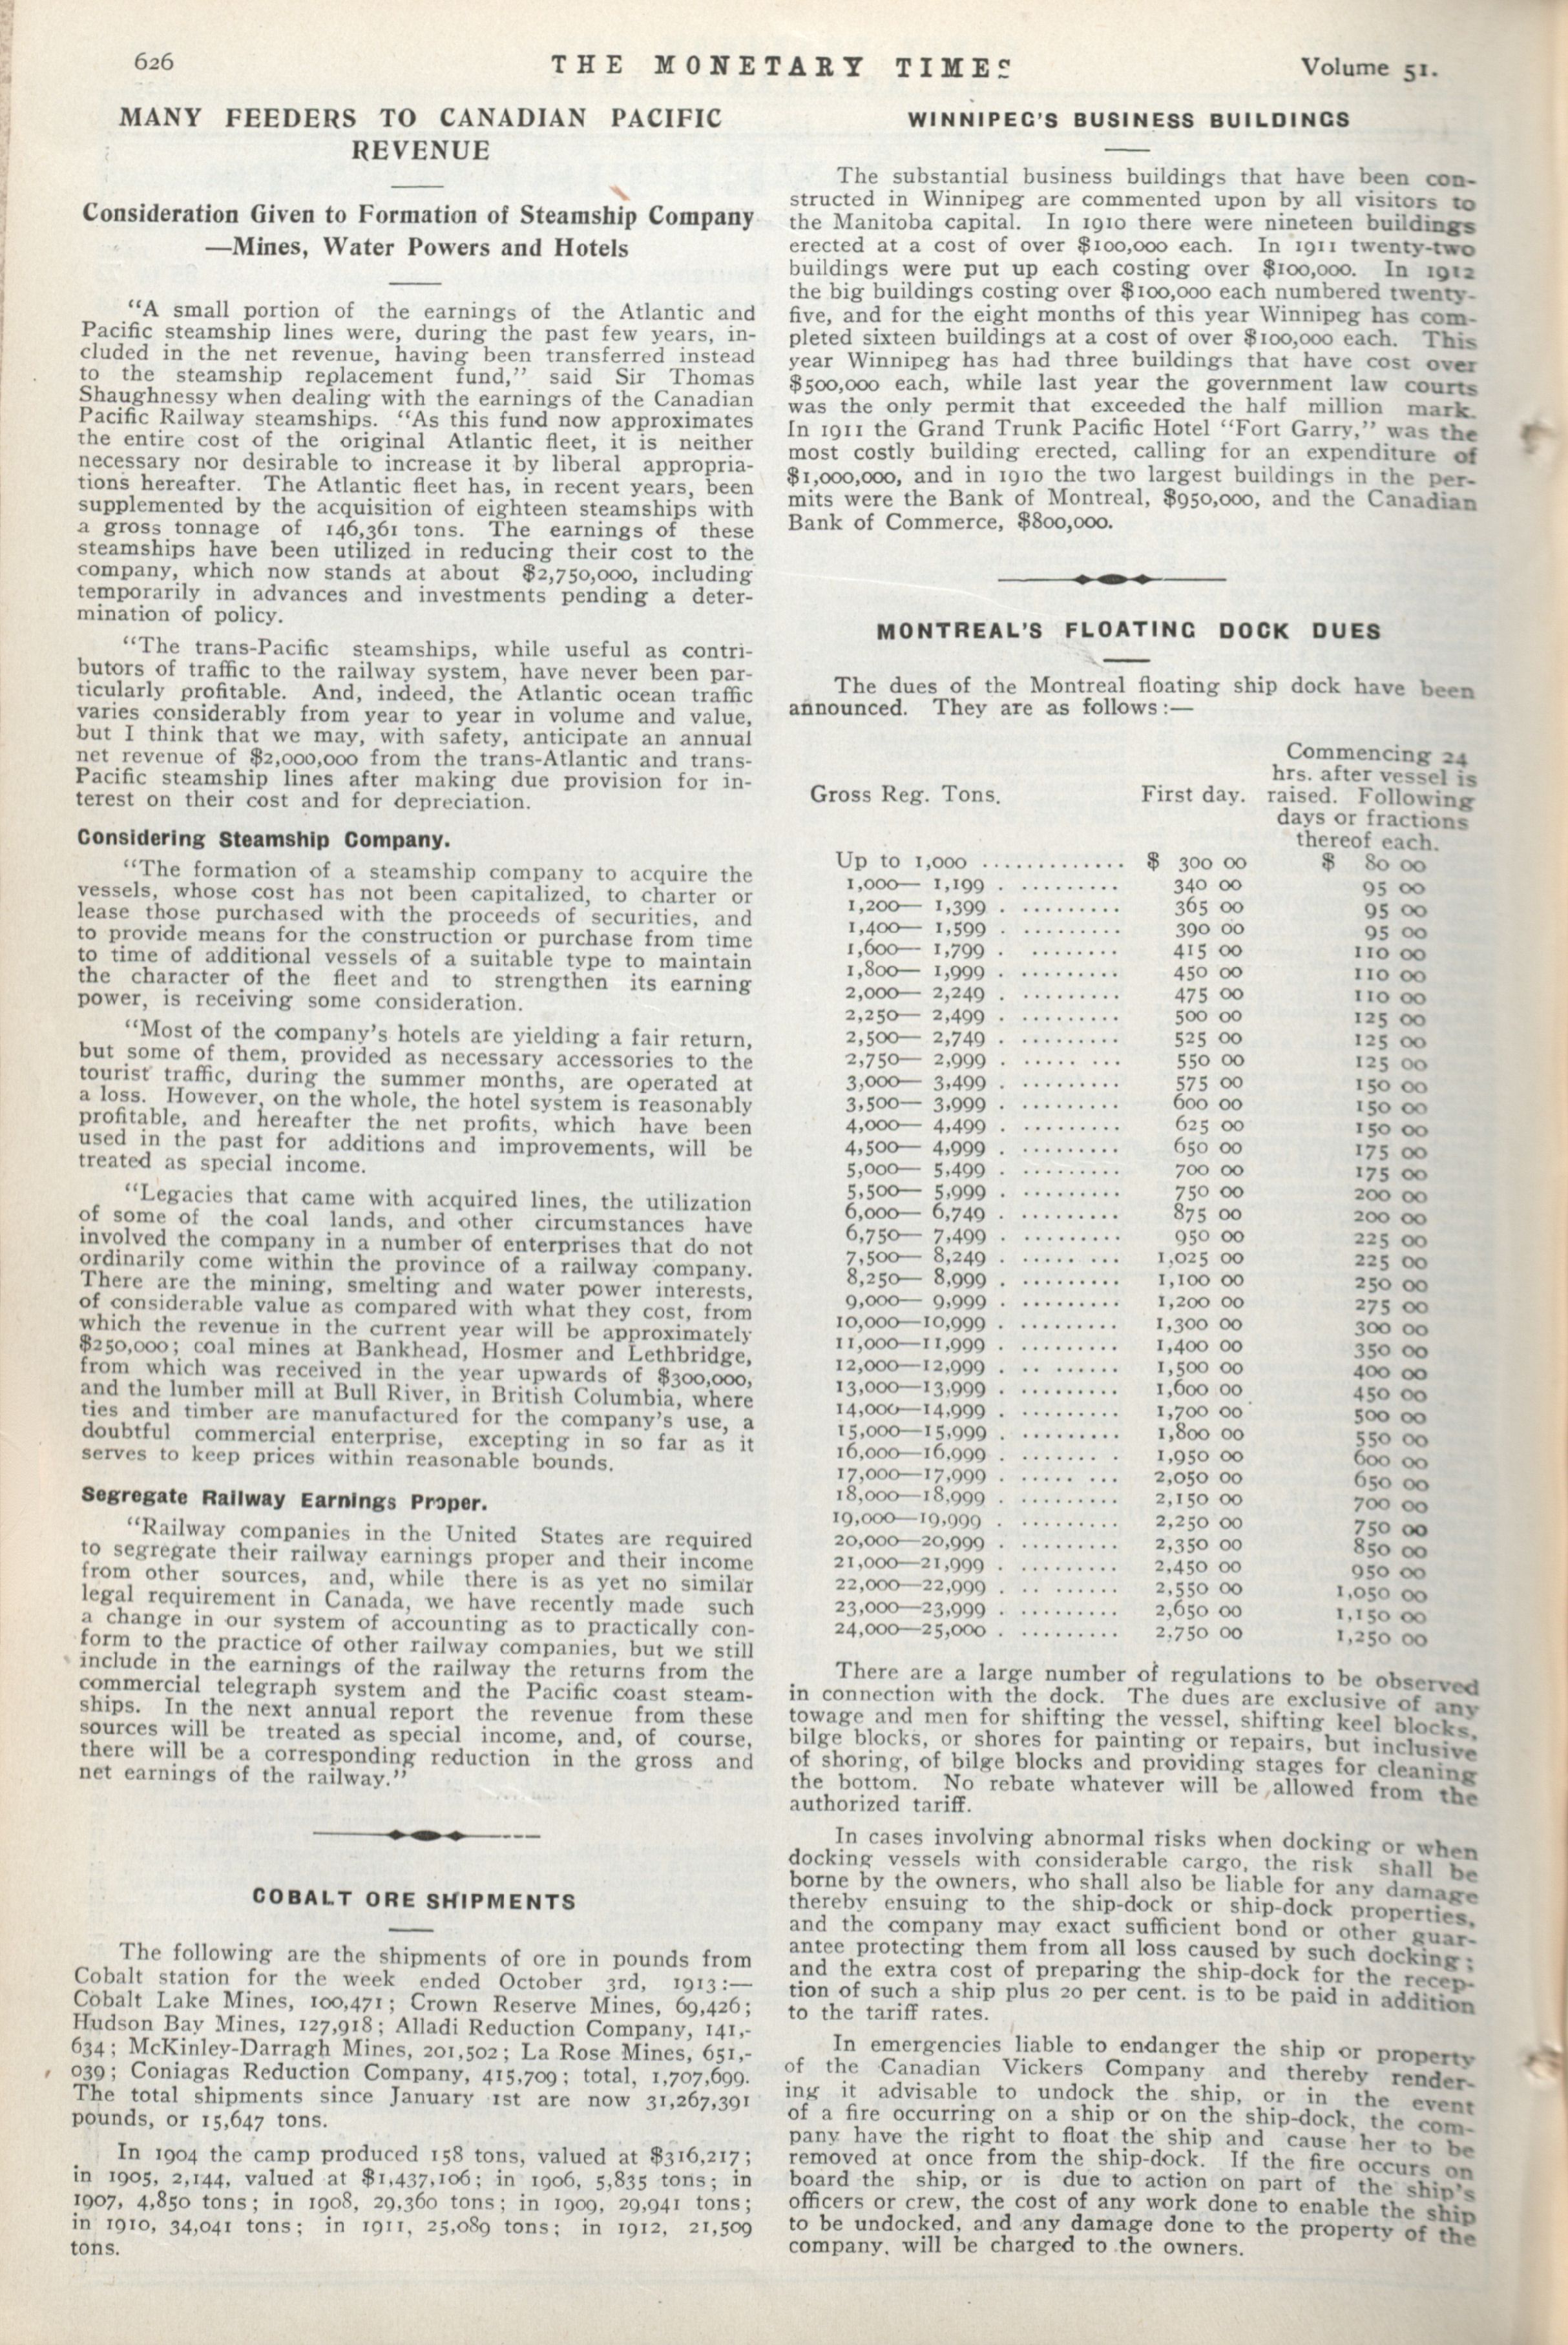 626
THE MONETARY TIMES
Volume 51.
MANY FEEDERS TO CANADIAN PACIFIC
REVENUE
Consideration Given to Formation of Steamship Company
—Mines, Water Powers and Hotels
"A small portion of the earnings of the Atlantic and
Pacific steamship lines were, during the past few years, in-
cluded in the net revenue, having been transferred instead
to the steamship replacement fund," said Sir Thomas
Shaughnessy when dealing with the earnings of the Canadian
Pacific Railway steamships. "As this fund now approximates
the entire cost of the original Atlantic fleet, it is neither
necessary nor desirable to increase it by liberal appropria-
tions hereafter. The Atlantic fleet has, in recent years, been
supplemented by the acquisition of eighteen steamships with
a gross tonnage of 146,361 tons. The earnings of these
steamships have been utilized in reducing their cost to the
company, which now stands at about $2,750,000, including
temporarily in advances and investments pending a deter-
mination of policy.
"The trans-Pacific steamships, while useful as contri-
butors of traffic to the railway system, have never been par-
ticularly profitable. And, indeed, the Atlantic ocean traffic
varies considerably from year to year in volume and value,
but I think that we may, with safety, anticipate an annual
net revenue of $2,000,000 from the trans-Atlantic and trans-
Pacific steamship lines after making due provision for in-
terest on their cost and for depreciation.
Considering Steamship Company.
"The formation of a steamship company to acquire the
vessels, whose cost has not been capitalized, to charter or
lease those purchased with the proceeds of securities, and
to provide means for the construction or purchase from time
to time of additional vessels of a suitable type to maintain
the character of the fleet and to strengthen its earning
power, is receiving some consideration.
"Most of the company's hotels are yielding a fair return,
but some of them, provided as necessary accessories to the
tourist traffic, during the summer months, are operated at
a loss. However, on the whole, the hotel system is reasonably
profitable, and hereafter the net profits, which have been
used in the past for additions and improvements, will be
treated as special income.
"Legacies that came with acquired lines, the utilization
of some of the coal lands, and other circumstances have
involved the company in a number of enterprises that do not
ordinarily come within the province of a railway company.
There are the mining, smelting and water power interests,
of considerable value as compared with what they cost, from
which the revenue in the current year will be approximately
$250,000; coal mines at Bankhead, Hosmer and Lethbridge,
from which was received in the year upwards of $300,000,
and the lumber mill at Bull River, in British Columbia, where
ties and timber are manufactured for the company's use, a
doubtful commercial enterprise, excepting in so far as it
serves to keep prices within reasonable bounds.
Segregate Railway Earnings Proper.
"Railway companies in the United States are required
to segregate their railway earnings proper and their income
from other sources, and, while there is as yet no similar
legal requirement in Canada, we have recently made such
a change in our system of accounting as to practically con-
form to the practice of other railway companies, but we still
include in the earnings of the railway the returns from the
commercial telegraph system and the Pacific coast steam-
ships. In the next annual report the revenue from these
sources will be treated as special income, and, of course,
there will be a corresponding reduction in the gross and
net earnings of the railway."
COBALT ORE SHIPMENTS
The following are the shipments of ore in pounds from
Cobalt station for the week ended October 3rd, 1913:—
Cobalt Lake Mines, 100,471; Crown Reserve Mines, 69,426;
Hudson Bay Mines, 127,918; Alladi Reduction Company, 141,-
634; McKinley-Darragh Mines, 201,502; La Rose Mines, 651,-
039; Coniagas Reduction Company, 415,709; total, 1,707,699.
The total shipments since January 1st are now 31,267,391
pounds, or 15,647 tons.
In 1904 the camp produced 158 tons, valued at $316,217;
in 1905, 2,144, valued at $1,437,106; in 1906, 5,835 tons; in
1907, 4,850 tons; in 1908, 29,360 tons; in 1909, 29,941 tons;
in 1910, 34,041 tons; in 1911, 25,089 tons; in 1912, 21,509
tons.
WINNIPEG'S BUSINESS BUILDINGS
The substantial business buildings that have been con-
structed in Winnipeg are commented upon by all visitors to
the Manitoba capital. In 1910 there were nineteen buildings
erected at a cost of over $100,000 each. In 1911 twenty-two
buildings were put up each costing over $100,000. In 1912
the big buildings costing over $100,000 each numbered twenty-
five, and for the eight months of this year Winnipeg has com-
pleted sixteen buildings at a cost of over $100,000 each. This
year Winnipeg has had three buildings that have cost over
$500,000 each, while last year the government law courts
was the only permit that exceeded the half million mark.
In 1911 the Grand Trunk Pacific Hotel "Fort Garry," was the
most costly building erected, calling for an expenditure of
$1,000,000, and in 1910 the two largest buildings in the per-
mits were the Bank of Montreal, $950,000, and the Canadian
Bank of Commerce, $800,000.
MONTREAL'S FLOATING DOCK DUES
The dues of the Montreal floating ship dock have been
announced. They are as follows:—
Commencing 24
hrs. after vessel is
Gross Reg. Tons. First day. raised. Following
days or fractions
thereof each.
Up to 1,000 ............. $ 300 00 $ 80 00
1,000— 1,199 . ......... 340 00 95 00
1,200— 1,399 . ......... 365 00 95 00
1,400— 1,599 . ......... 390 00 95 00
1,600— 1,799 . ........ 415 00 110 00
1,800— 1,999 . ......... 450 00 110 00
2,000— 2,249 . ......... 475 00 110 00
2,250— 2,499 . ......... 500 00 125 00
2,500— 2,749 . ......... 525 00 125 00
2,750— 2,999 . ..... ... 550 00 125 00
3,000— 3,499 . ......... 575 00 150 00
3,500— 3,999 . ......... 600 00 150 00
4,000— 4,499 . ......... 625 00 150 00
4,500— 4,999 . ......... 650 00 175 00
5,000— 5,499 . ......... 700 00 175 00
5,500— 5,999 . ......... 750 00 200 00
6,000— 6,749 . ......... 875 00 200 00
6,750— 7,499 . ......... 950 00 225 00
7,500— 8,249 . ..... ... 1,025 00 225 00
8,250— 8,999 . ......... 1,100 00 250 00
9,000— 9,999 . ......... 1,200 00 275 00
10,000—10,999 . ......... 1,300 00 300 00
11,000—11,999 . ......... 1,400 00 350 00
12,000—12,999 . .. ...... 1,500 00 400 00
13,000—13,999 . ......... 1,600 00 450 00
14,000—14,999 . ......... 1,700 00 500 00
15,000—15,999 . ......... 1,800 00 550 00
16,000—16,999 . ....... . 1,950 00 600 00
17,000—17,999 . ..... ... 2,050 00 650 00
18,000—18,999 . ......... 2,150 00 700 00
19,000—19,999 . ......... 2,250 00 750 00
20,000—20,999 . ......... 2,350 00 850 00
21,000—21,999 . ......... 2,450 00 950 00
22,000—22,999 . .. ...... 2,550 00 1,050 00
23,000—23,999 . ......... 2,650 00 1,150 00
24,000—25,000 . ......... 2,750 00 1,250 00
There are a large number of regulations to be observed
in connection with the dock. The dues are exclusive of any
towage and men for shifting the vessel, shifting keel blocks,
bilge blocks, or shores for painting or repairs, but inclusive
of shoring, of bilge blocks and providing stages for cleaning
the bottom. No rebate whatever will be allowed from the
authorized tariff.
In cases involving abnormal risks when docking or when
docking vessels with considerable cargo, the risk shall be
borne by the owners, who shall also be liable for any damage
thereby ensuing to the ship-dock or ship-dock properties,
and the company may exact sufficient bond or other guar-
antee protecting them from all loss caused by such docking;
and the extra cost of preparing the ship-dock for the recep-
tion of such a ship plus 20 per cent. is to be paid in addition
to the tariff rates.
In emergencies liable to endanger the ship or property
of the Canadian Vickers Company and thereby render-
ing it advisable to undock the ship, or in the event
of a fire occurring on a ship or on the ship-dock, the com-
pany have the right to float the ship and cause her to be
removed at once from the ship-dock. If the fire occurs on
board the ship, or is due to action on part of the ship's
officers or crew, the cost of any work done to enable the ship
to be undocked, and any damage done to the property of the
company, will be charged to the owners.